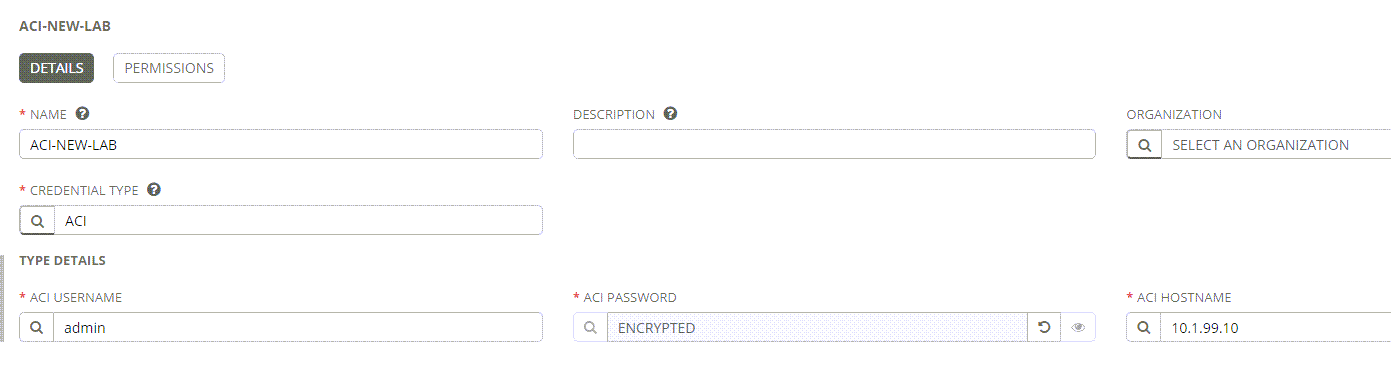 ACI-NEW-LAB
DETAILS PERMISSIONS
* NAME ? DESCRIPTION ? ORGANIZATION
ACI-NEW-LAB SELECT AN ORGANIZATION
* CREDENTIAL TYPE ?
ACI
TYPE DETAILS
* ACI USERNAME * ACI PASSWORD * ACI HOSTNAME
admin ENCRYPTED 10.1.99.10